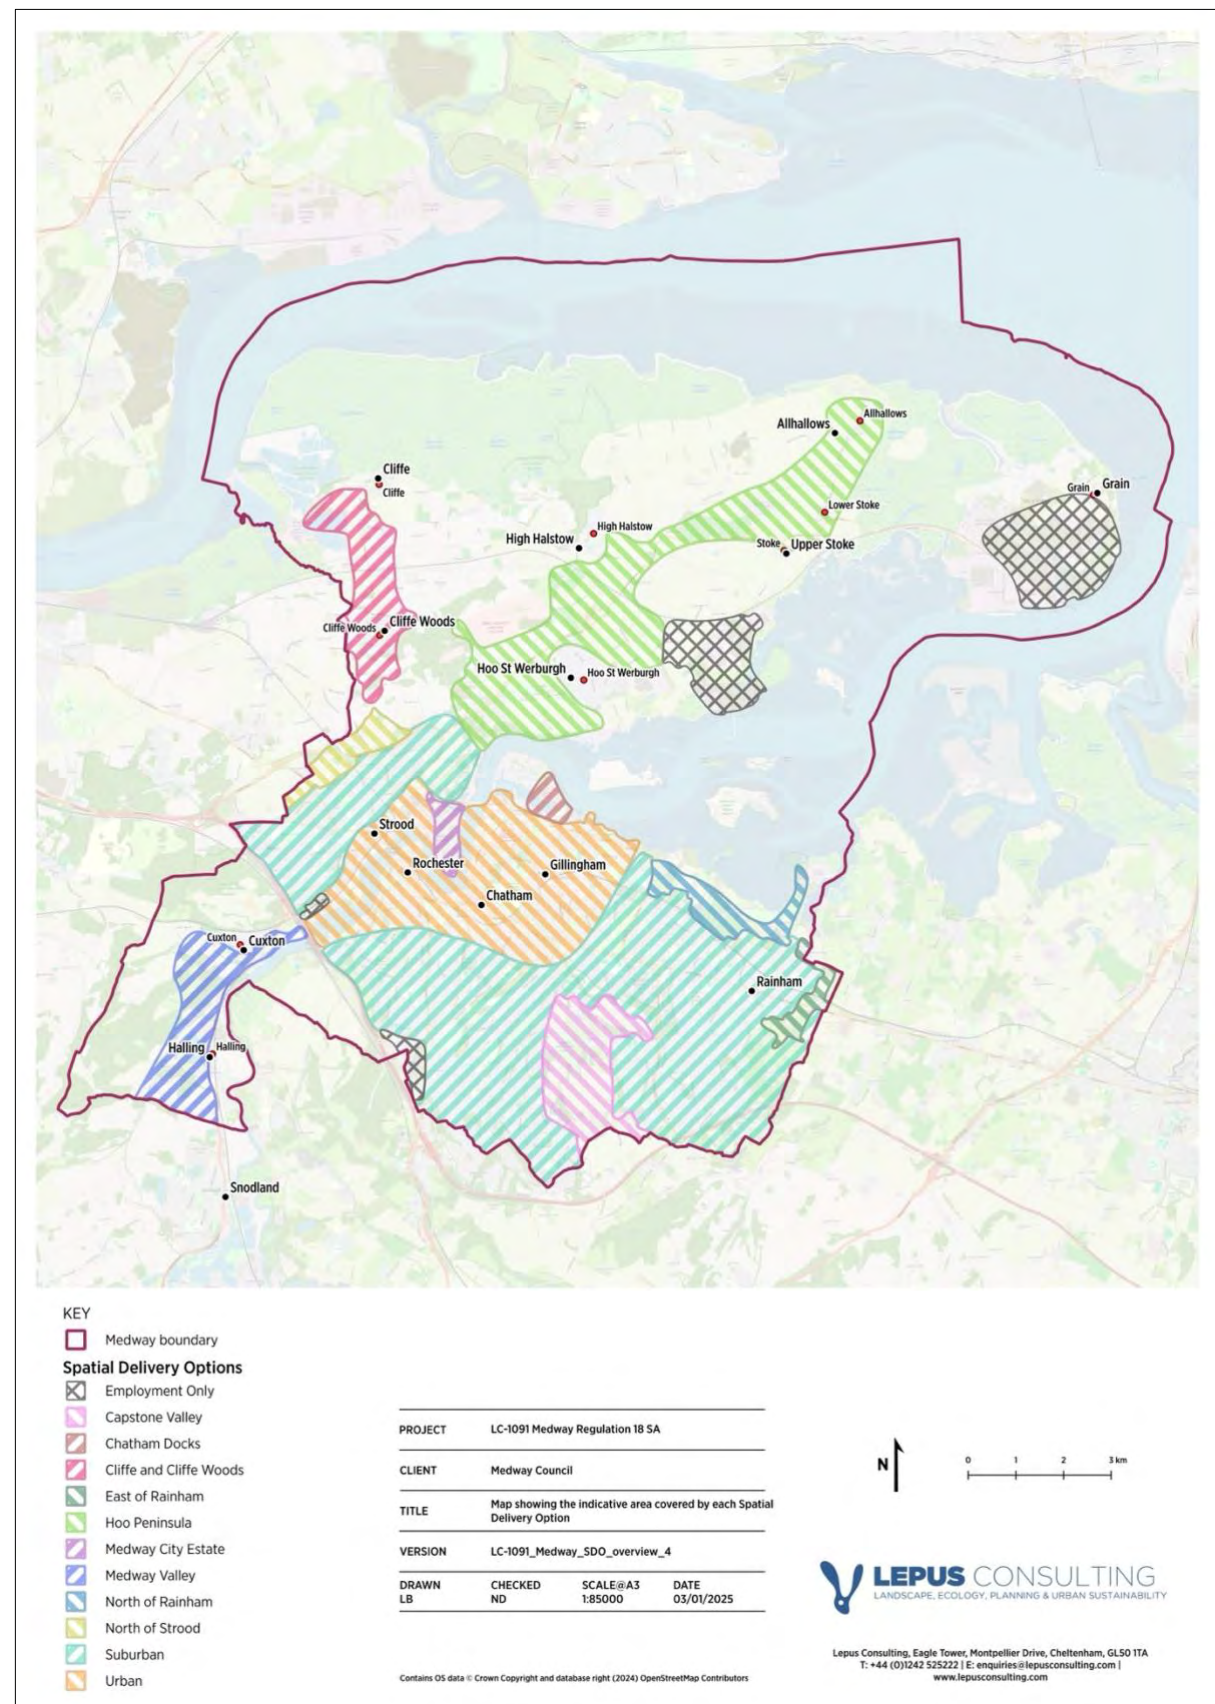 Allhallows
Allhallows
Cliffe
Cliffe
Grain
Grain
Lower Stoke
High Halstow
High Halstow
Stoke
Upper Stoke
Cliffe Woods
Cliffe Woods
Hoo St Werburgh
Hoo St Werburgh
Strood
Rochester
Gillingham
Chatham
Cuxton
Cuxton
Rainham
Halling
Halling
Snodland
KEY
Medway boundary
Spatial Delivery Options
Employment Only
Capstone Valley
Chatham Docks
Cliffe and Cliffe Woods
East of Rainham
Hoo Peninsula
Medway City Estate
Medway Valley
North of Rainham
North of Strood
Suburban
Urban
PROJECT LC-1091 Medway Regulation 18 SA
CLIENT Medway Council
TITLE Map showing the indicative area covered by each Spatial
Delivery Option
VERSION LC-1091_Medway_SDO_overview_4
DRAWN CHECKED SCALE@A3 DATE
LB ND 1:85000 03/01/2025
Contains OS data © Crown Copyright and database right (2024) OpenStreetMap Contributors
N
0 1 2 3 km
LEPUS CONSULTING
LANDSCAPE, ECOLOGY, PLANNING & URBAN SUSTAINABILITY
Lepus Consulting, Eagle Tower, Montpellier Drive, Cheltenham, GL50 1TA
T: +44 (0)1242 525222 | E: enquiries@lepusconsulting.com |
www.lepusconsulting.com